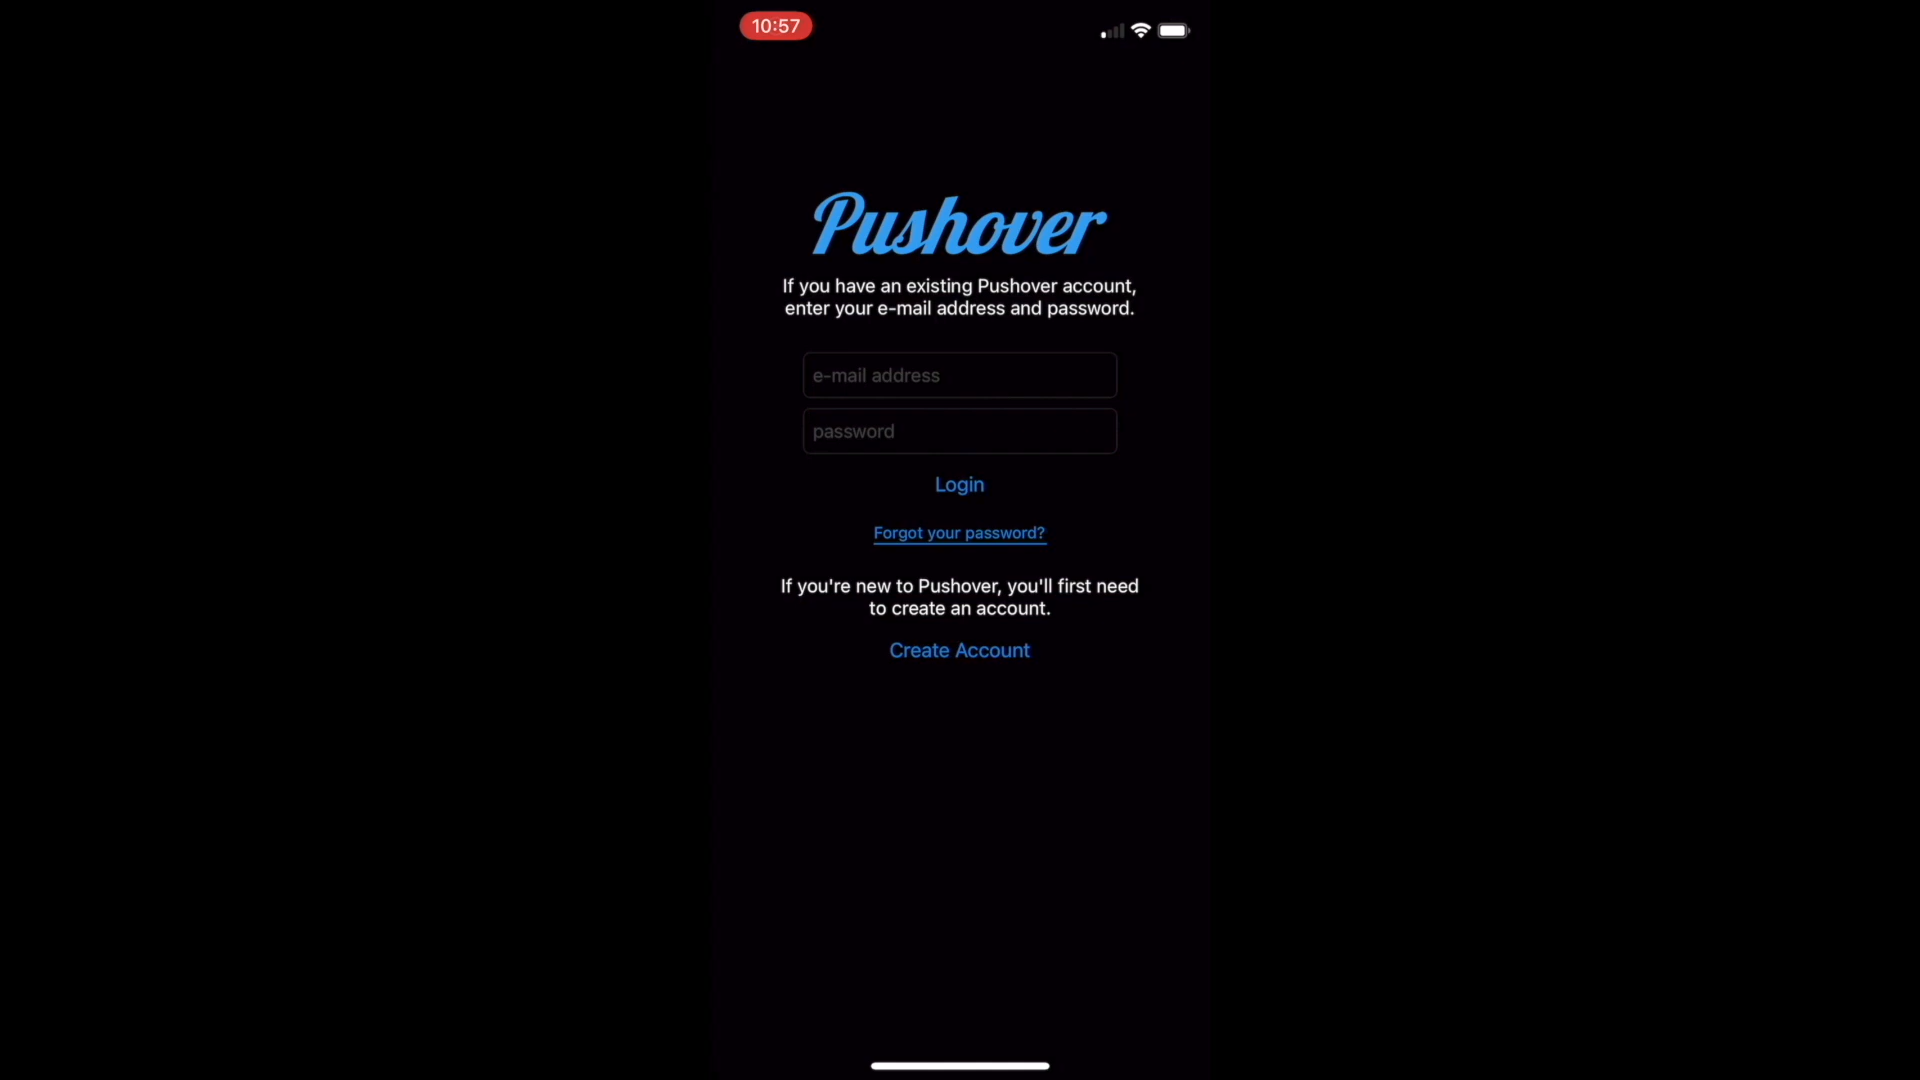 10:57
Pushover
If you have an existing Pushover account,
enter your e-mail address and password.
e-mail address
password
Login
Forgot your password?
If you're new to Pushover, you'll first need
to create an account.
Create Account